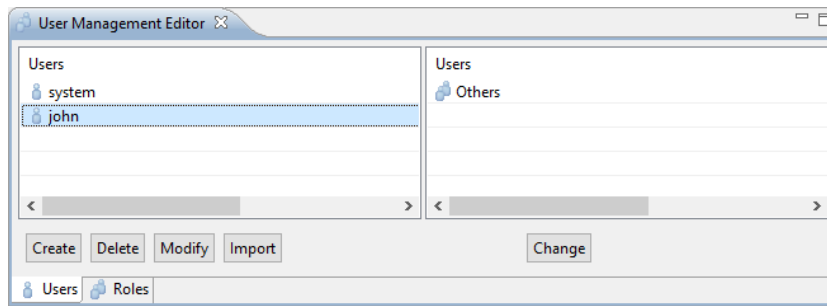 User Management Editor
Users
system
john
Users
Others
Create Delete Modify Import
Change
Users Roles